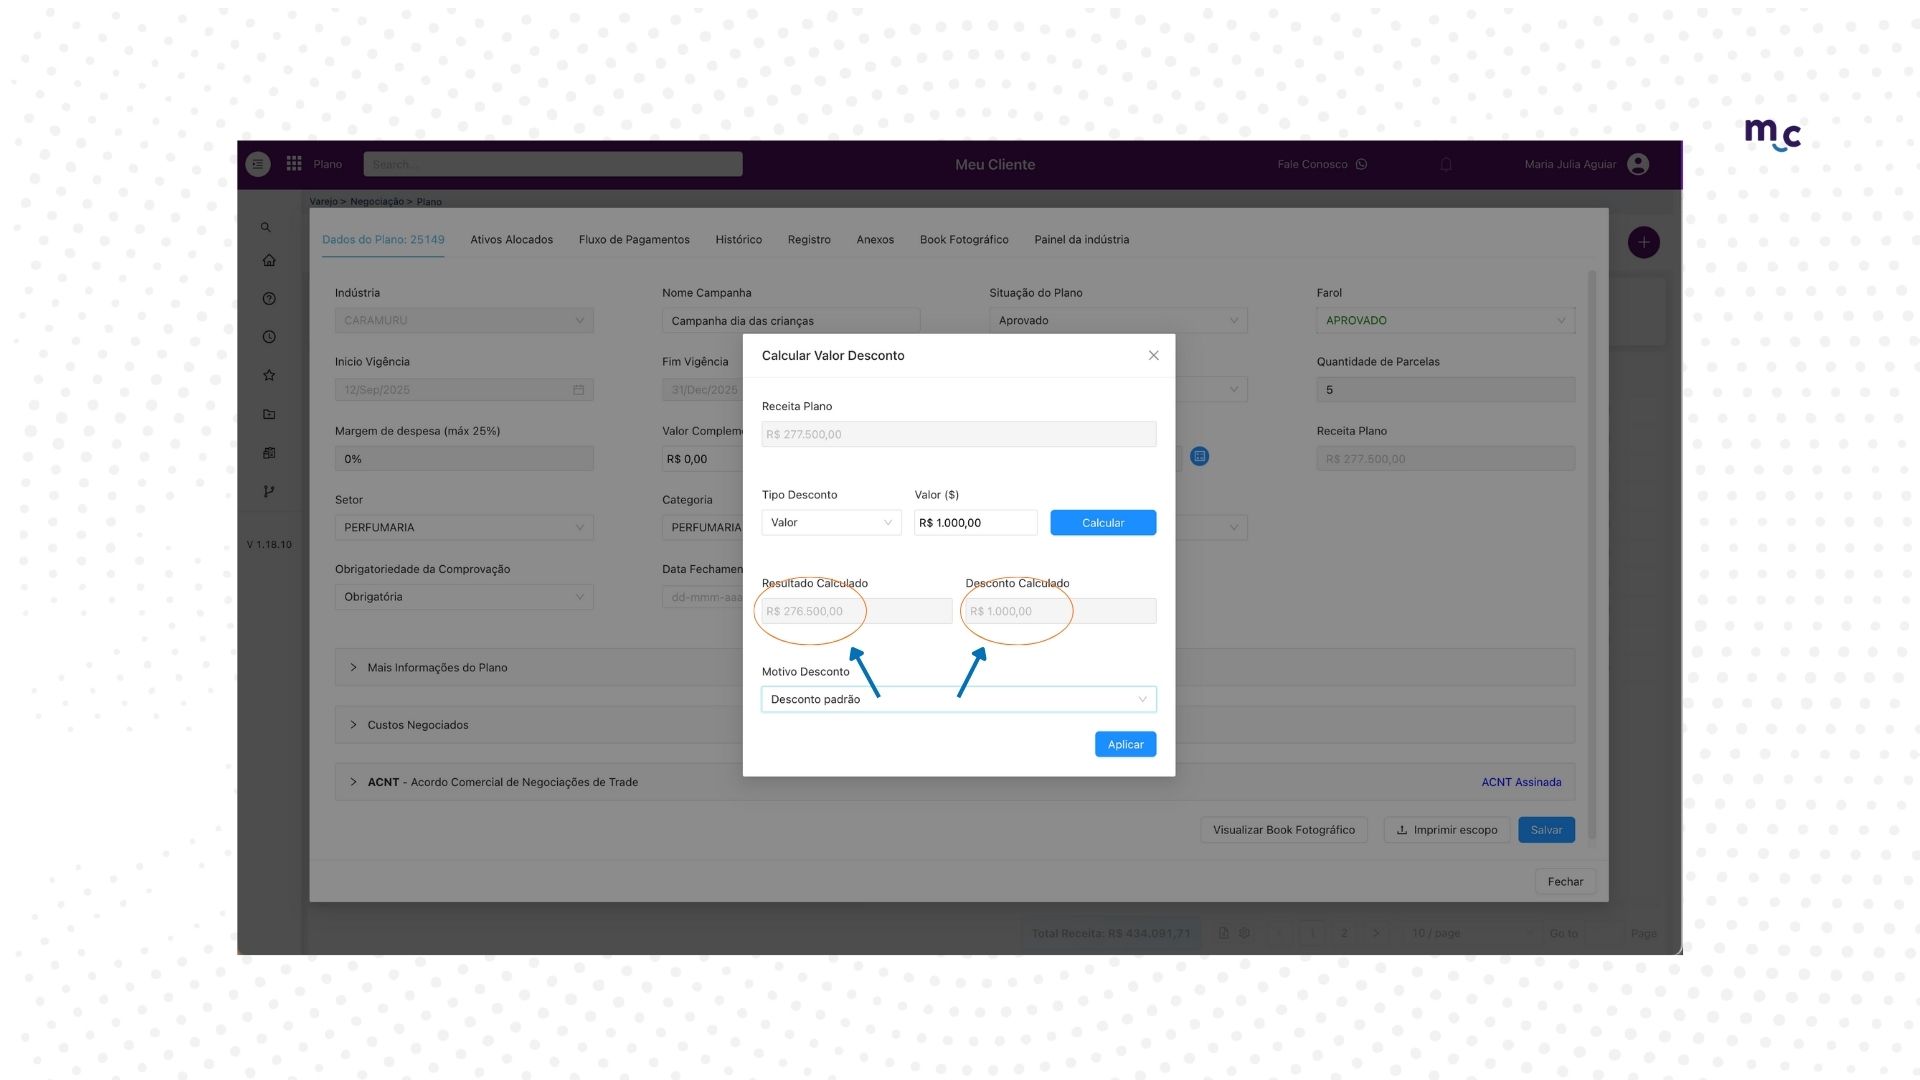 mc
Plano
Search...
Meu Cliente
Fale Conosco
Maria Julia Aguiar
Varejo > Negociação > Plano
Dados do Plano: 25149
Ativos Alocados
Fluxo de Pagamentos
Histórico
Registro
Anexos
Book Fotográfico
Painel da indústria
Indústria
Nome Campanha
Situação do Plano
Farol
CARAMURU
Campanha dia das crianças
Aprovado
APROVADO
Inicio Vigência
Fim Vigência
Quantidade de Parcelas
12/Sep/2025
31/Dec/2025
5
Margem de despesa (máx 25%)
Valor Compleme
Receita Plano
0%
R$ 0,00
R$ 277.500,00
Setor
Categoria
PERFUMARIA
PERFUMARIA
V 1.18.10
Obrigatoriedade da Comprovação
Data Fechamen
Obrigatória
dd-mmm-aaa
Mais Informações do Plano
Custos Negociados
ACNT - Acordo Comercial de Negociações de Trade
ACNT Assinada
Visualizar Book Fotográfico
Imprimir escopo
Salvar
Fechar
Calcular Valor Desconto
Receita Plano
R$ 277.500,00
Tipo Desconto
Valor ($)
Valor
R$ 1.000,00
Calcular
Resultado Calculado
Desconto Calculado
R$ 276.500,00
R$ 1.000,00
Motivo Desconto
Desconto padrão
Aplicar
Total Receita: R$ 434.091,71
1
2
10 / page
Go to
Page